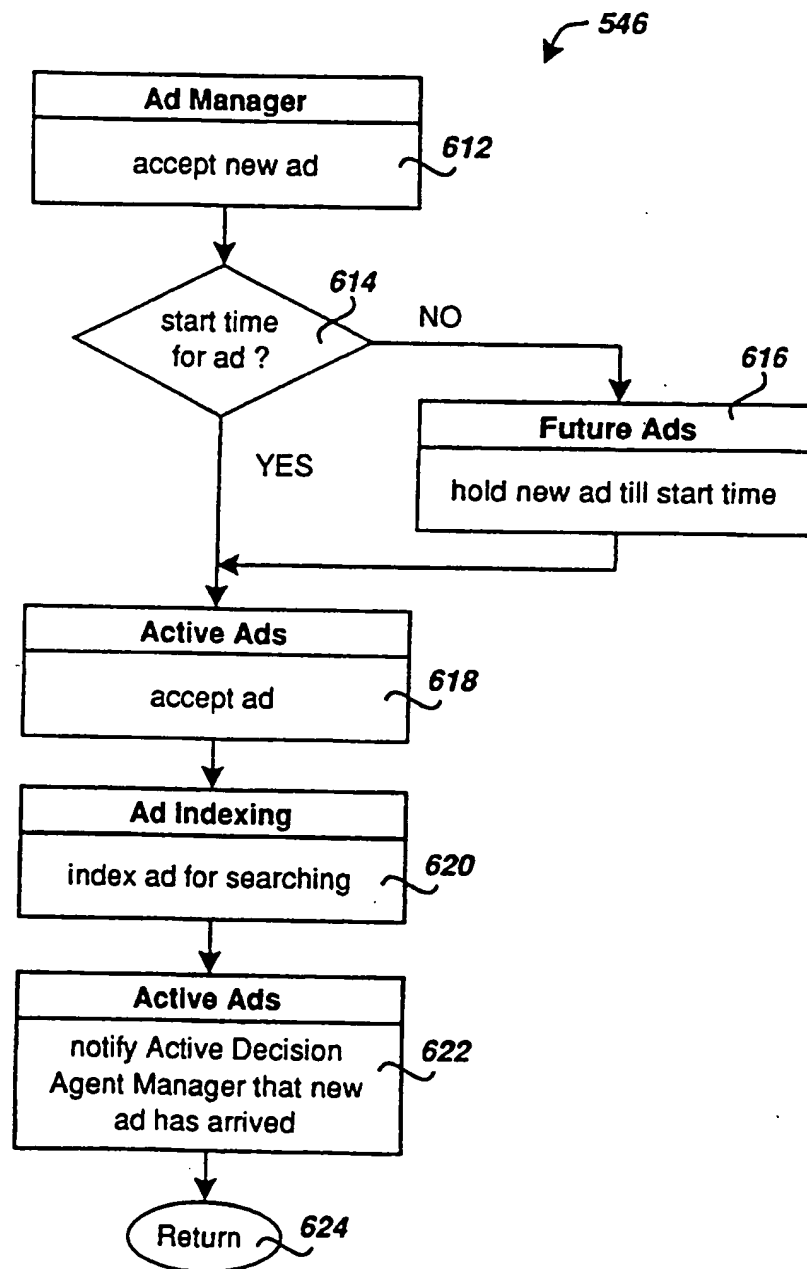 546
Ad Manager
accept new ad
612
start time
for ad ?
614
NO
YES
616
Future Ads
hold new ad till start time
Active Ads
accept ad
618
Ad Indexing
index ad for searching
620
Active Ads
notify Active Decision
Agent Manager that new
ad has arrived
622
Return
624